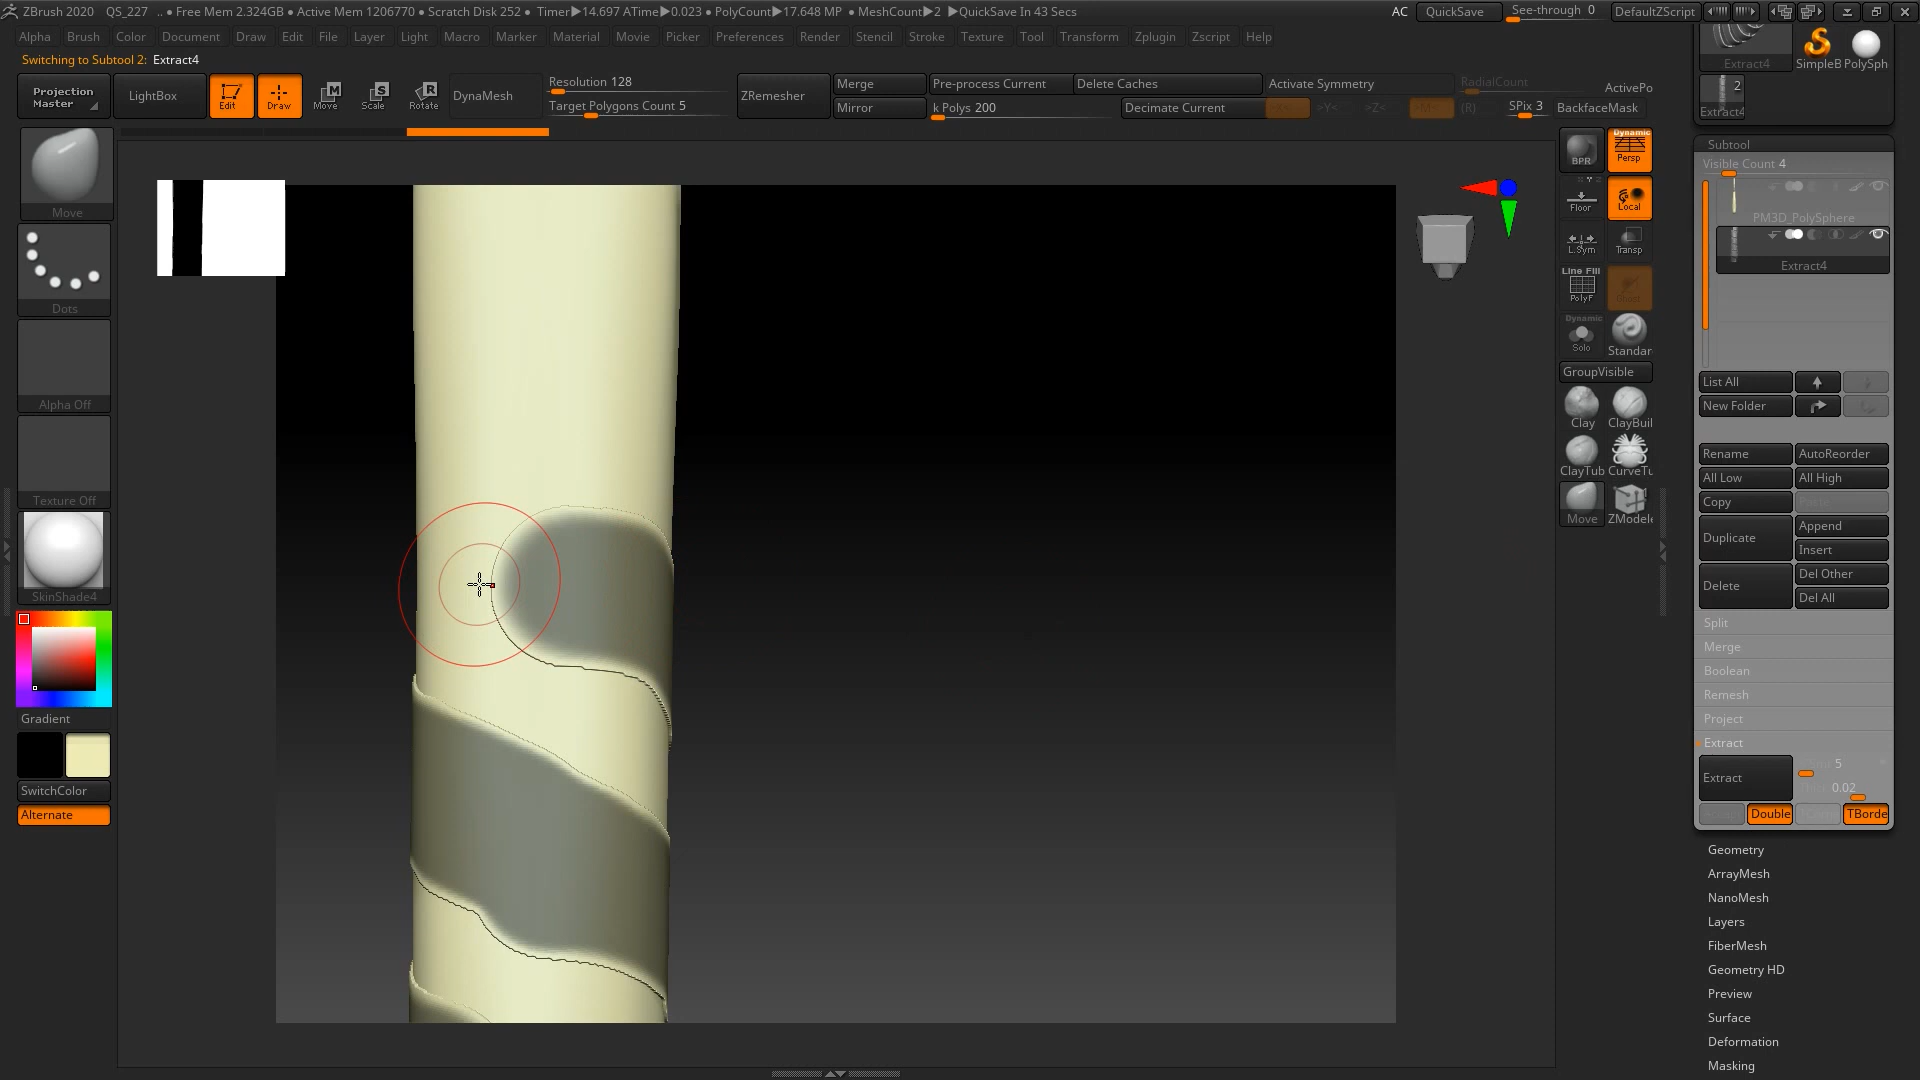 ZBrush 2020 QS_227 .. • Free Mem 2.324GB • Active Mem 1206770 • Scratch Disk 252 • Timer▶14.697 ATime▶0.023 • PolyCount▶17.648 MP • MeshCount▶2 ▶QuickSave In 43 Secs AC QuickSave See-through 0 DefaultZScript
Alpha Brush Color Document Draw Edit File Layer Light Macro Marker Material Movie Picker Preferences Render Stencil Stroke Texture Tool Transform Zplugin Zscript Help
Switching to Subtool 2: Extract4
Projection Master
LightBox
Edit
Draw
Move
Scale
Rotate
DynaMesh
Resolution 128
Target Polygons Count 5
ZRemesher
Merge
Mirror
Pre-process Current
k Polys 200
Delete Caches
Decimate Current
Activate Symmetry
>X< >Y< >Z< >M<
RadialCount
(R)
SPix 3
ActivePo
BackfaceMask
Move
Dots
Alpha Off
Texture Off
SkinShade4
Gradient
SwitchColor
Alternate
BPR
Dynamic
Persp
Floor
Local
L.Sym
Transp
Line Fill
PolyF
Ghost
Dynamic
Solo
Standar
GroupVisible
Clay
ClayBuil
ClayTub
CurveTu
Move
ZModele
Extract4
SimpleB
PolySph
2
Extract4
Subtool
Visible Count 4
PM3D_PolySphere
Extract4
List All
New Folder
Rename
AutoReorder
All Low
All High
Copy
Paste
Duplicate
Append
Insert
Delete
Del Other
Del All
Split
Merge
Boolean
Remesh
Project
Extract
Extract
5
0.02
Double
TBorde
Geometry
ArrayMesh
NanoMesh
Layers
FiberMesh
Geometry HD
Preview
Surface
Deformation
Masking